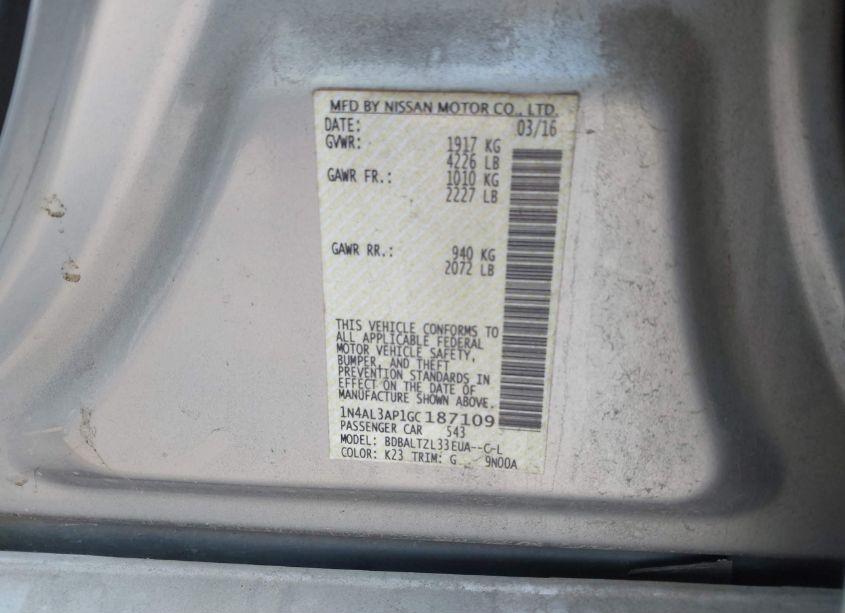 MFD BY NISSAN MOTOR CO., LTD.
DATE: 03/16
GVWR: 1917 KG
4226 LB
GAWR FR.: 1010 KG
2227 LB
GAWR RR.: 940 KG
2072 LB
THIS VEHICLE CONFORMS TO
ALL APPLICABLE FEDERAL
MOTOR VEHICLE SAFETY,
BUMPER, AND THEFT
PREVENTION STANDARDS IN
EFFECT ON THE DATE OF
MANUFACTURE SHOWN ABOVE.
1N4AL3AP1GC187109
PASSENGER CAR 543
MODEL: BDBALTZL33EUA--C-L
COLOR: K23 TRIM: G 9N00A